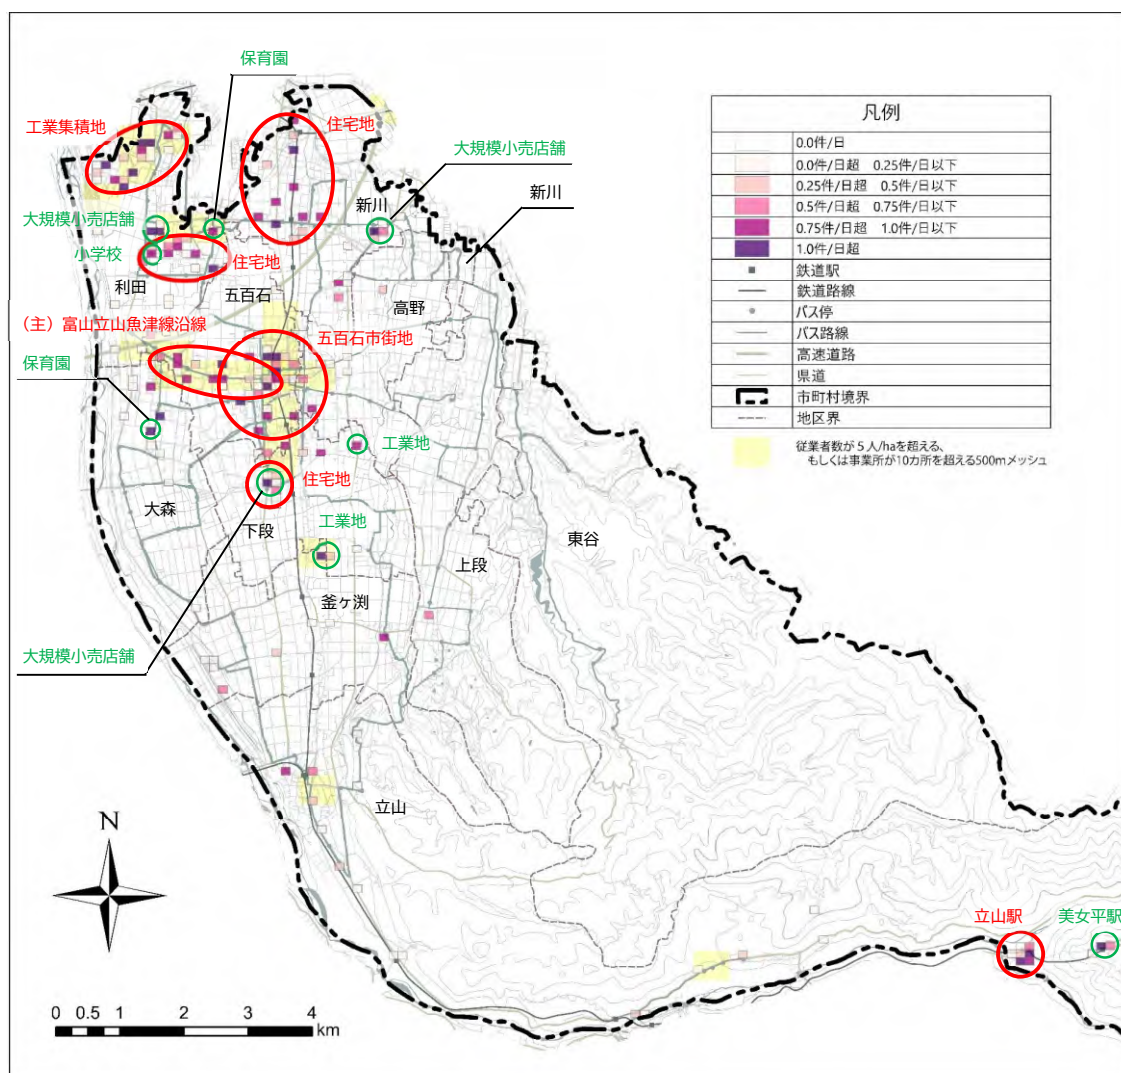 保育園
工業集積地
住宅地
大規模小売店舗
新川
新川
大規模小売店舗
小学校
住宅地
利田
五百石
高野
（主）富山立山魚津線沿線
五百石市街地
保育園
工業地
住宅地
大森
下段
工業地
上段
東谷
釜ヶ渕
大規模小売店舗
立山
立山駅
美女平駅
凡例
0.0件/日
0.0件/日超 0.25件/日以下
0.25件/日超 0.5件/日以下
0.5件/日超 0.75件/日以下
0.75件/日超 1.0件/日以下
1.0件/日超
鉄道駅
鉄道路線
バス停
バス路線
高速道路
県道
市町村境界
地区界
従業者数が５人/haを超える、
もしくは事業所が10カ所を超える500mメッシュ
N
0 0.5 1 2 3 4
km